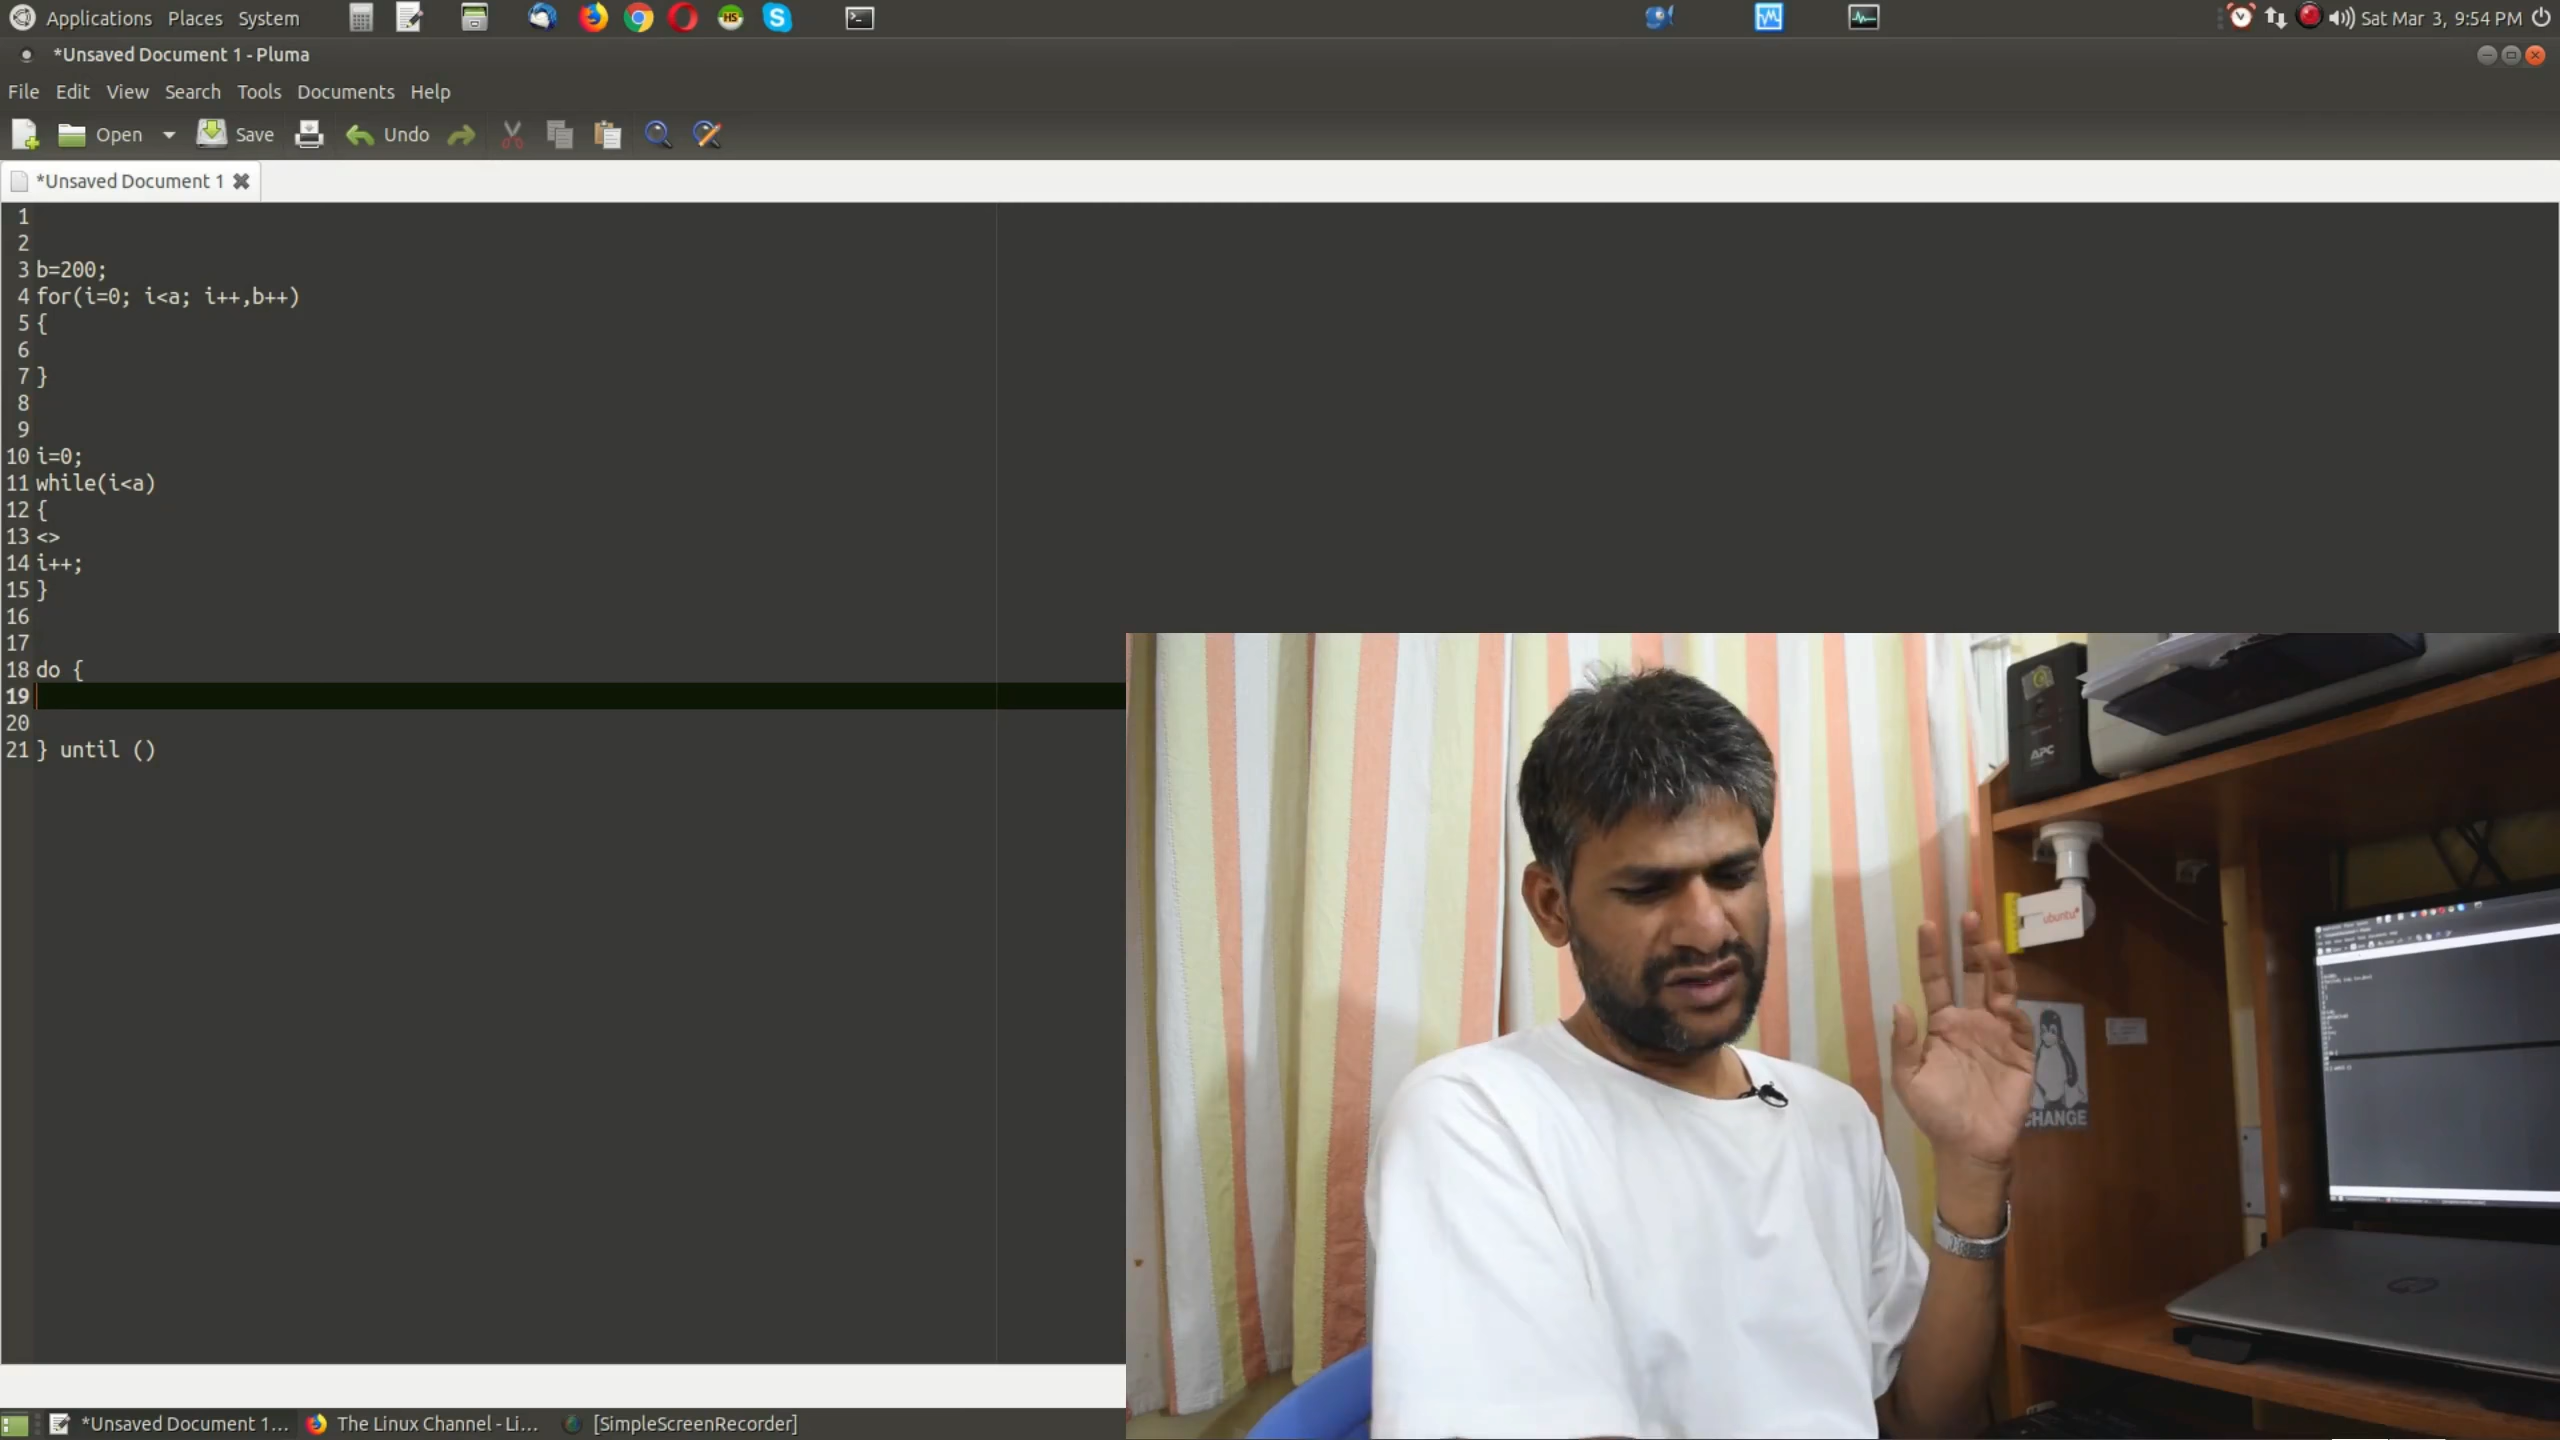 Applications Places System
HS
Sat Mar 3, 9:54 PM
*Unsaved Document 1 - Pluma
File Edit View Search Tools Documents Help
Open Save Undo
*Unsaved Document 1
1
2
3 b=200;
4 for(i=0; i<a; i++,b++)
5 {
6
7 }
8
9
10 i=0;
11 while(i<a)
12 {
13 <>
14 i++;
15 }
16
17
18 do {
19
20
21 } until ()
APC
ubuntu
CHANGE
*Unsaved Document 1... The Linux Channel - Li... [SimpleScreenRecorder]